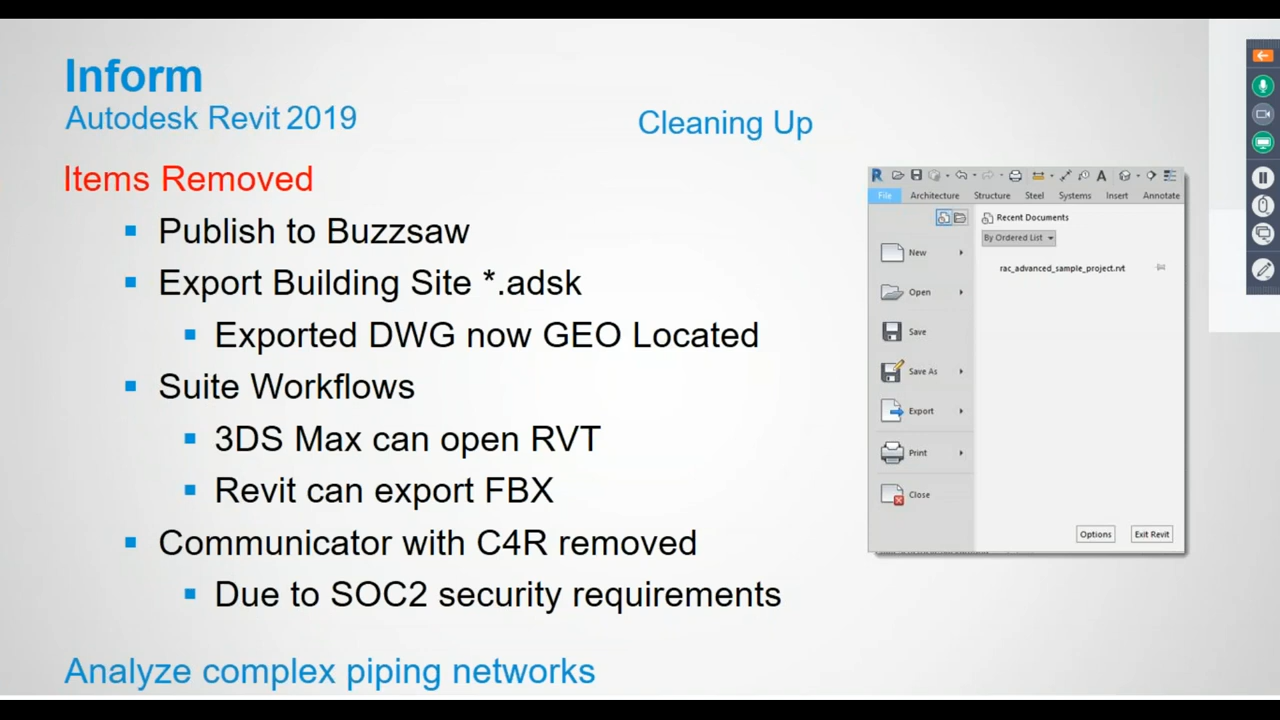 Inform
Autodesk Revit 2019
Cleaning Up
Items Removed
Publish to Buzzsaw
Export Building Site *.adsk
Exported DWG now GEO Located
Suite Workflows
3DS Max can open RVT
Revit can export FBX
Communicator with C4R removed
Due to SOC2 security requirements
Analyze complex piping networks
File Architecture Structure Steel Systems Insert Annotate
Recent Documents
By Ordered List
rac_advanced_sample_project.rvt
New
Open
Save
Save As
Export
Print
Close
Options Exit Revit